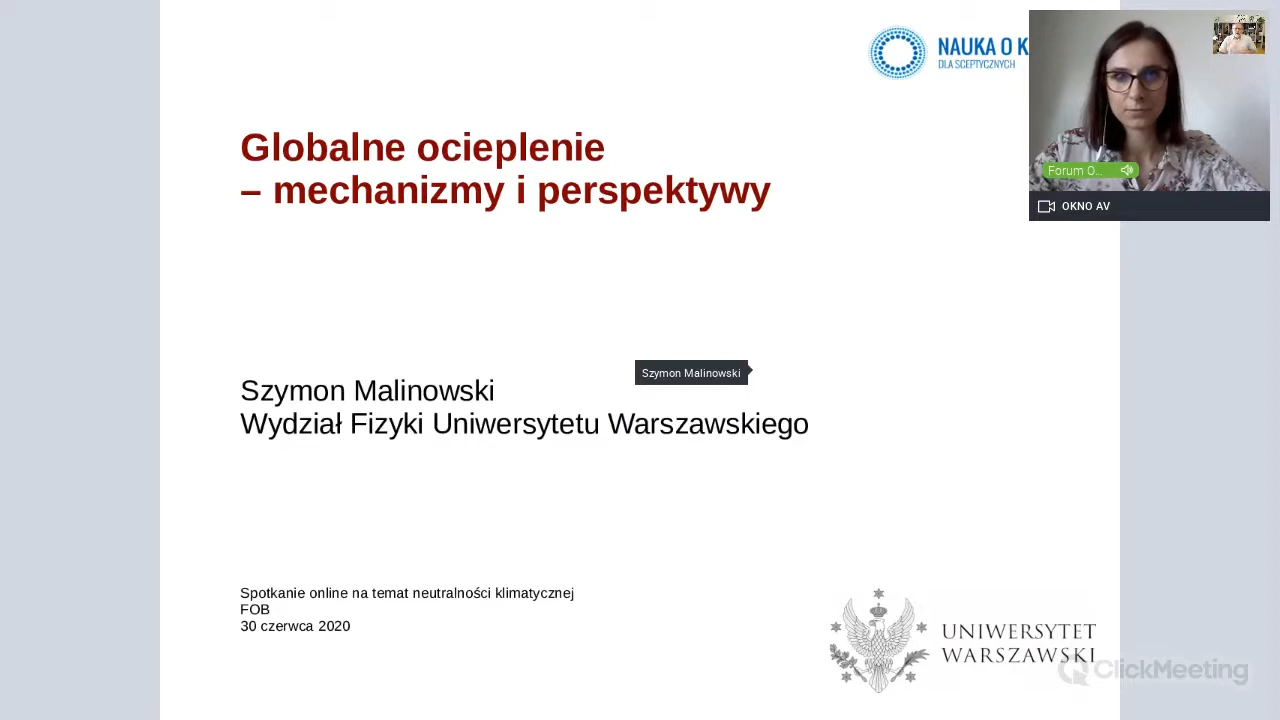 NAUKA O K
DLA SCEPTYCZNYCH
Globalne ocieplenie
– mechanizmy i perspektywy
Forum O...
OKNO AV
Szymon Malinowski
Szymon Malinowski
Wydział Fizyki Uniwersytetu Warszawskiego
Spotkanie online na temat neutralności klimatycznej
FOB
30 czerwca 2020
UNIWERSYTET
WARSZAWSKI
ClickMeeting